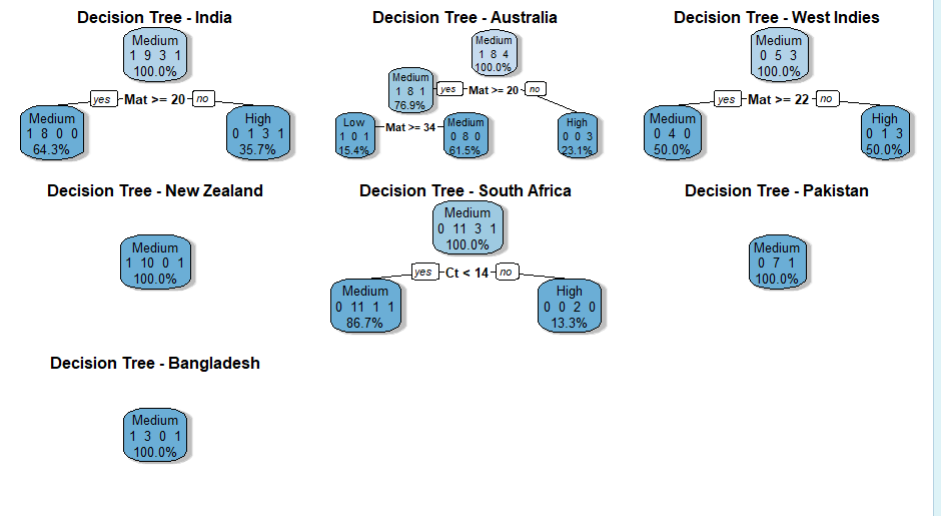 Decision Tree - India
Medium
1 9 3 1
100.0%
yes Mat >= 20 no
Medium
1 8 0 0
64.3%
High
0 1 3 1
35.7%
Decision Tree - Australia
Medium
1 8 4
100.0%
yes Mat >= 20 no
Medium
1 8 1
76.9%
Mat >= 34
Low
1 0 1
15.4%
Medium
0 8 0
61.5%
High
0 0 3
23.1%
Decision Tree - West Indies
Medium
0 5 3
100.0%
yes Mat >= 22 no
Medium
0 4 0
50.0%
High
0 1 3
50.0%
Decision Tree - New Zealand
Medium
1 10 0 1
100.0%
Decision Tree - South Africa
Medium
0 11 3 1
100.0%
yes Ct < 14 no
Medium
0 11 1 1
86.7%
High
0 0 2 0
13.3%
Decision Tree - Pakistan
Medium
0 7 1
100.0%
Decision Tree - Bangladesh
Medium
1 3 0 1
100.0%